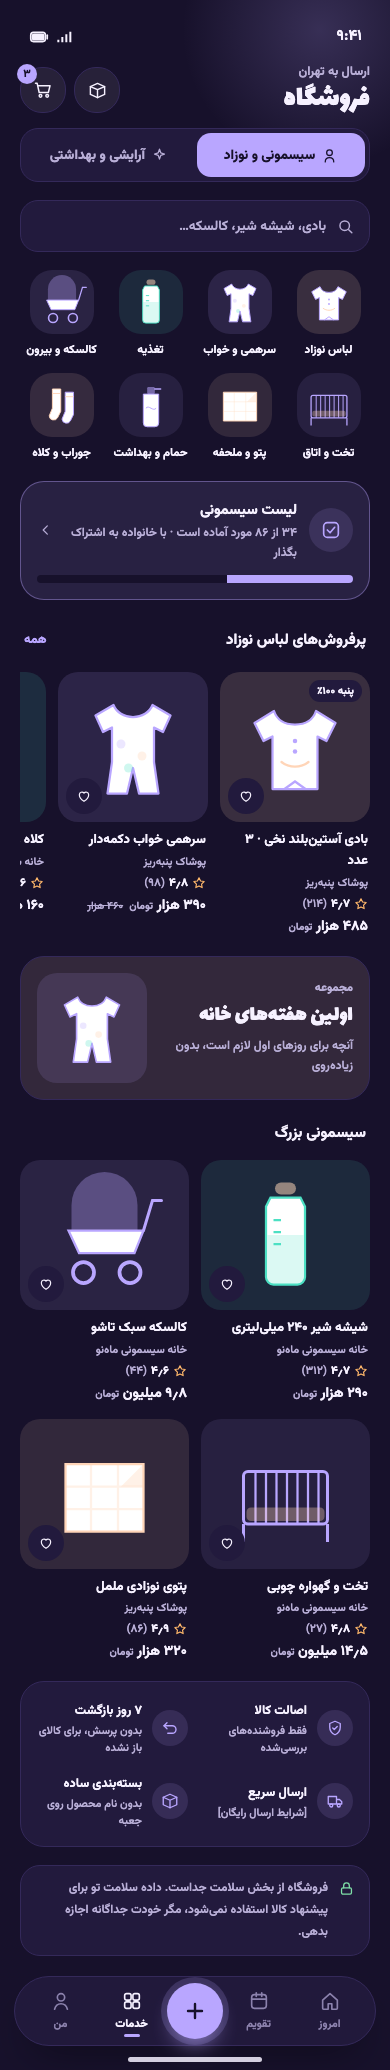 ۹:۴۱
ارسال به تهران
فروشگاه
۳
سیسمونی و نوزاد
آرایشی و بهداشتی
بادی، شیشه شیر، کالسکه...
لباس نوزاد
سرهمی و خواب
تغذیه
کالسکه و بیرون
تخت و اتاق
پتو و ملحفه
حمام و بهداشت
جوراب و کلاه
لیست سیسمونی
۳۴ از ۸۶ مورد آماده است · با خانواده به اشتراک
بگذار
پرفروش‌های لباس نوزاد
همه
پنبه ۱۰۰٪
بادی آستین‌بلند نخی · ۳
عدد
پوشاک پنبه‌ریز
۴٫۷ (۲۱۴)
۴۸۵ هزار تومان
سرهمی خواب دکمه‌دار
پوشاک پنبه‌ریز
۴٫۸ (۹۸)
۳۹۰ هزار تومان ۴۶۰ هزار
کلاه
خانه
۱۶۰
مجموعه
اولین هفته‌های خانه
آنچه برای روزهای اول لازم است، بدون
زیاده‌روی
سیسمونی بزرگ
شیشه شیر ۲۴۰ میلی‌لیتری
خانه سیسمونی ماه‌نو
۴٫۷ (۳۱۲)
۲۹۰ هزار تومان
کالسکه سبک تاشو
خانه سیسمونی ماه‌نو
۴٫۶ (۴۴)
۹٫۸ میلیون تومان
تخت و گهواره چوبی
خانه سیسمونی ماه‌نو
۴٫۸ (۲۷)
۱۴٫۵ میلیون تومان
پتوی نوزادی ململ
پوشاک پنبه‌ریز
۴٫۹ (۸۶)
۳۲۰ هزار تومان
اصالت کالا
فقط فروشنده‌های
بررسی‌شده
۷ روز بازگشت
بدون پرسش، برای کالای
باز نشده
ارسال سریع
[شرایط ارسال رایگان]
بسته‌بندی ساده
بدون نام محصول روی
جعبه
فروشگاه از بخش سلامت جداست. داده سلامت تو برای
پیشنهاد کالا استفاده نمی‌شود، مگر خودت جداگانه اجازه
بدهی.
امروز
تقویم
خدمات
من